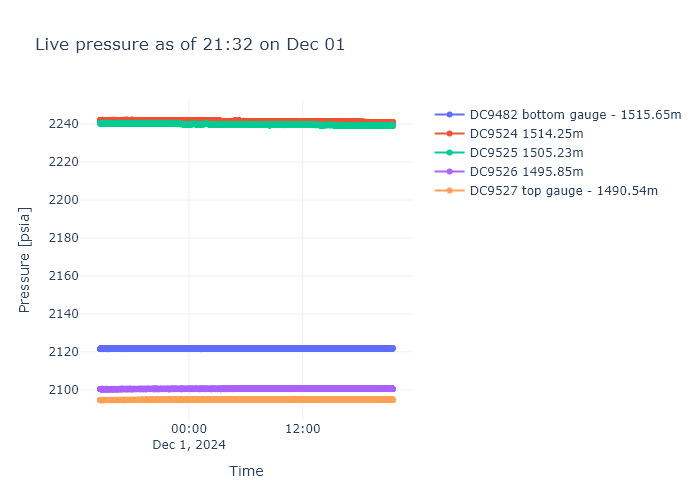 Live pressure as of 21:32 on Dec 01
DC9482 bottom gauge - 1515.65m
DC9524 1514.25m
DC9525 1505.23m
DC9526 1495.85m
DC9527 top gauge - 1490.54m
Pressure [psia]
2240
2220
2200
2180
2160
2140
2120
2100
00:00
Dec 1, 2024
12:00
Time